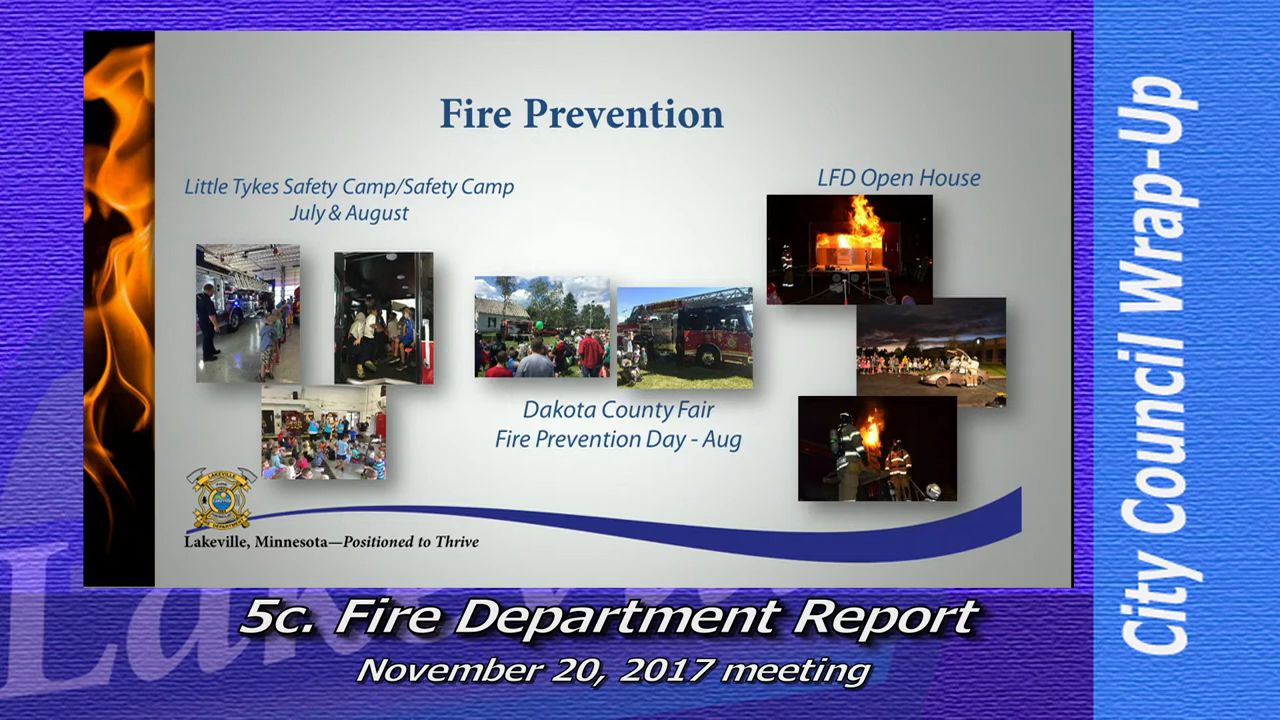 Fire Prevention
Little Tykes Safety Camp/Safety Camp
July & August
LFD Open House
Dakota County Fair
Fire Prevention Day - Aug
LAKEVILLE
Lakeville, Minnesota—Positioned to Thrive
5c. Fire Department Report
November 20, 2017 meeting
City Council Wrap-Up